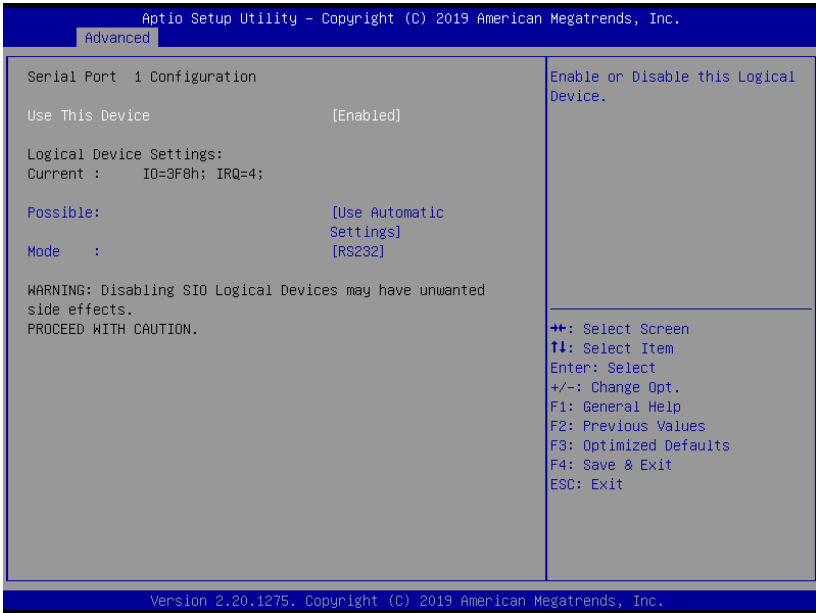 Aptio Setup Utility – Copyright (C) 2019 American Megatrends, Inc.
Advanced
Serial Port  1 Configuration
Use This Device [Enabled]
Logical Device Settings:
Current :  IO=3F8h; IRQ=4;
Possible: [Use Automatic
Settings]
Mode : [RS232]
WARNING: Disabling SIO Logical Devices may have unwanted
side effects.
PROCEED WITH CAUTION.
Enable or Disable this Logical
Device.
→←: Select Screen
↑↓: Select Item
Enter: Select
+/-: Change Opt.
F1: General Help
F2: Previous Values
F3: Optimized Defaults
F4: Save & Exit
ESC: Exit
Version 2.20.1275. Copyright (C) 2019 American Megatrends, Inc.